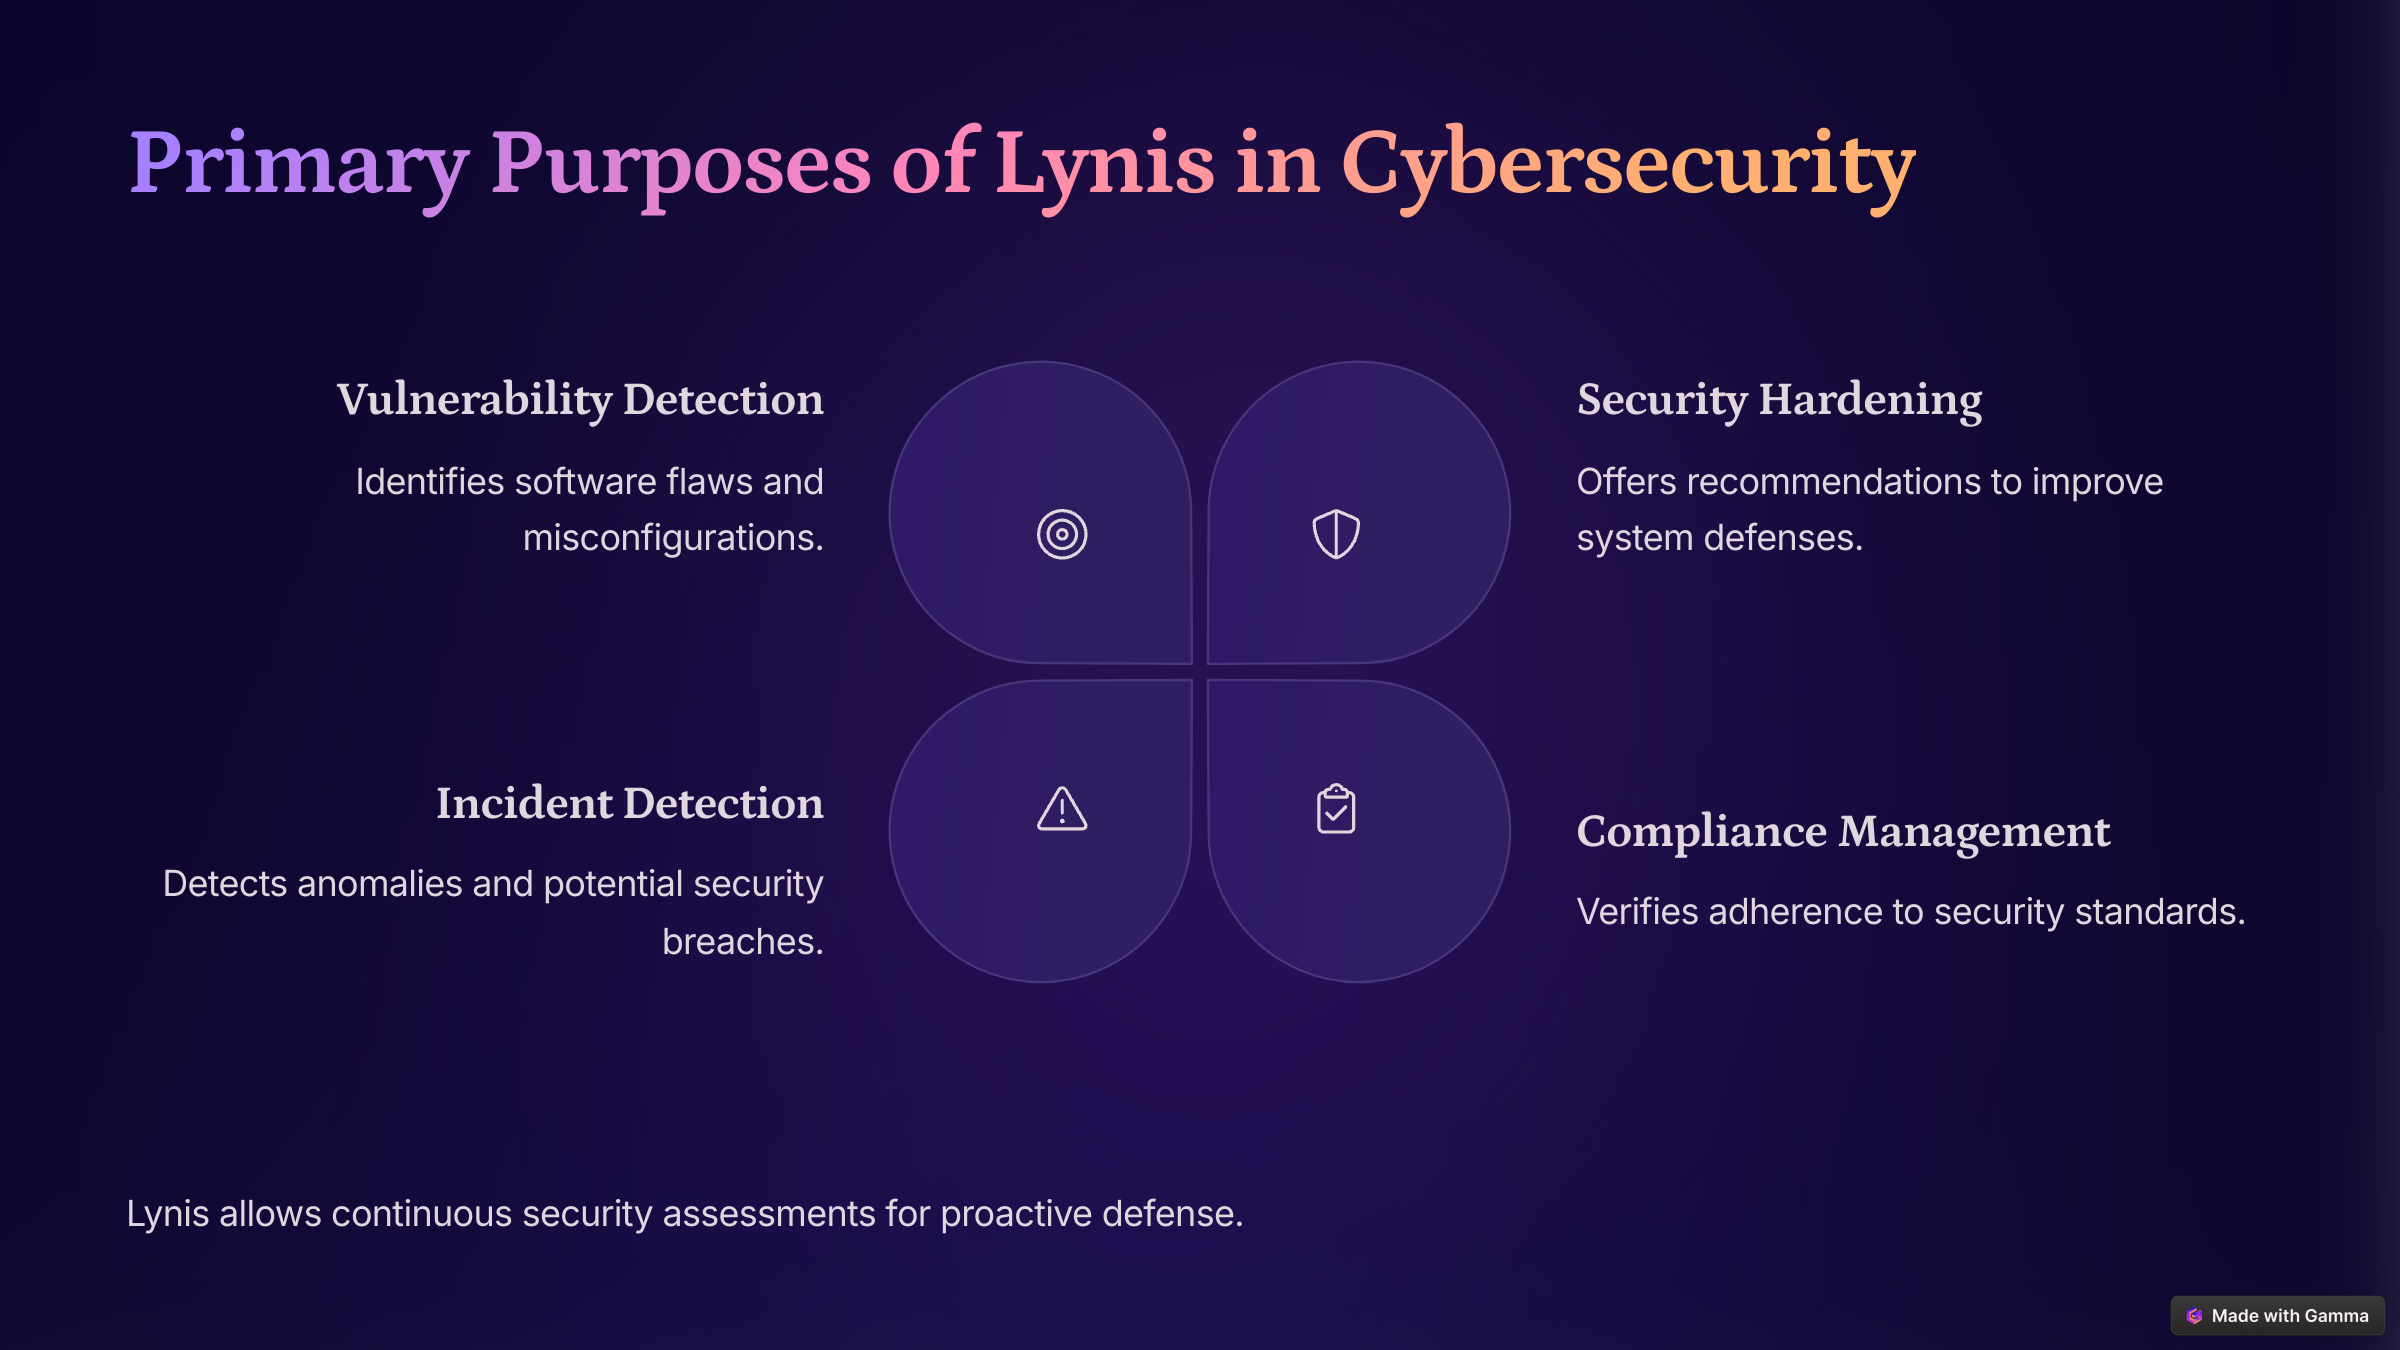 Primary Purposes of Lynis in Cybersecurity
Vulnerability Detection
Identifies software flaws and
misconfigurations.
Security Hardening
Offers recommendations to improve
system defenses.
Incident Detection
Detects anomalies and potential security
breaches.
Compliance Management
Verifies adherence to security standards.
Lynis allows continuous security assessments for proactive defense.
Made with Gamma